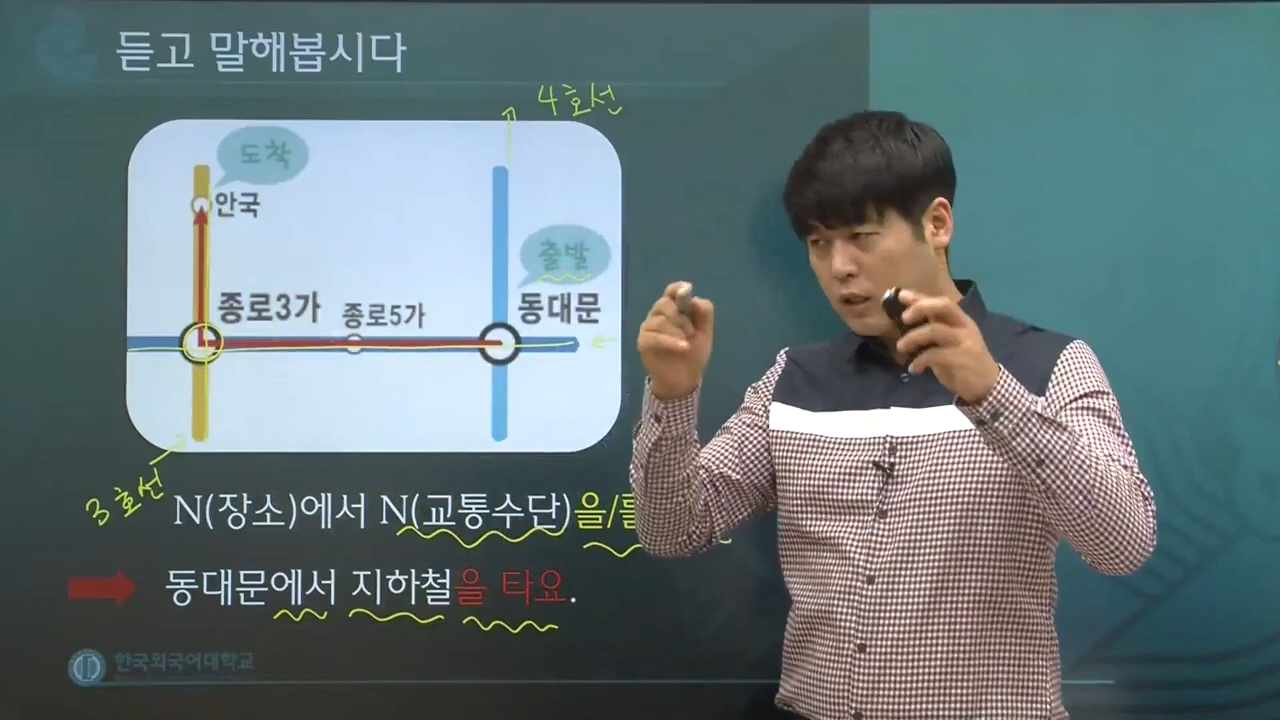 듣고 말해봅시다
4호선
도착
안국
출발
종로3가 종로5가 동대문
3호선
N(장소)에서 N(교통수단)을/를
동대문에서 지하철을 타요.
한국외국어대학교